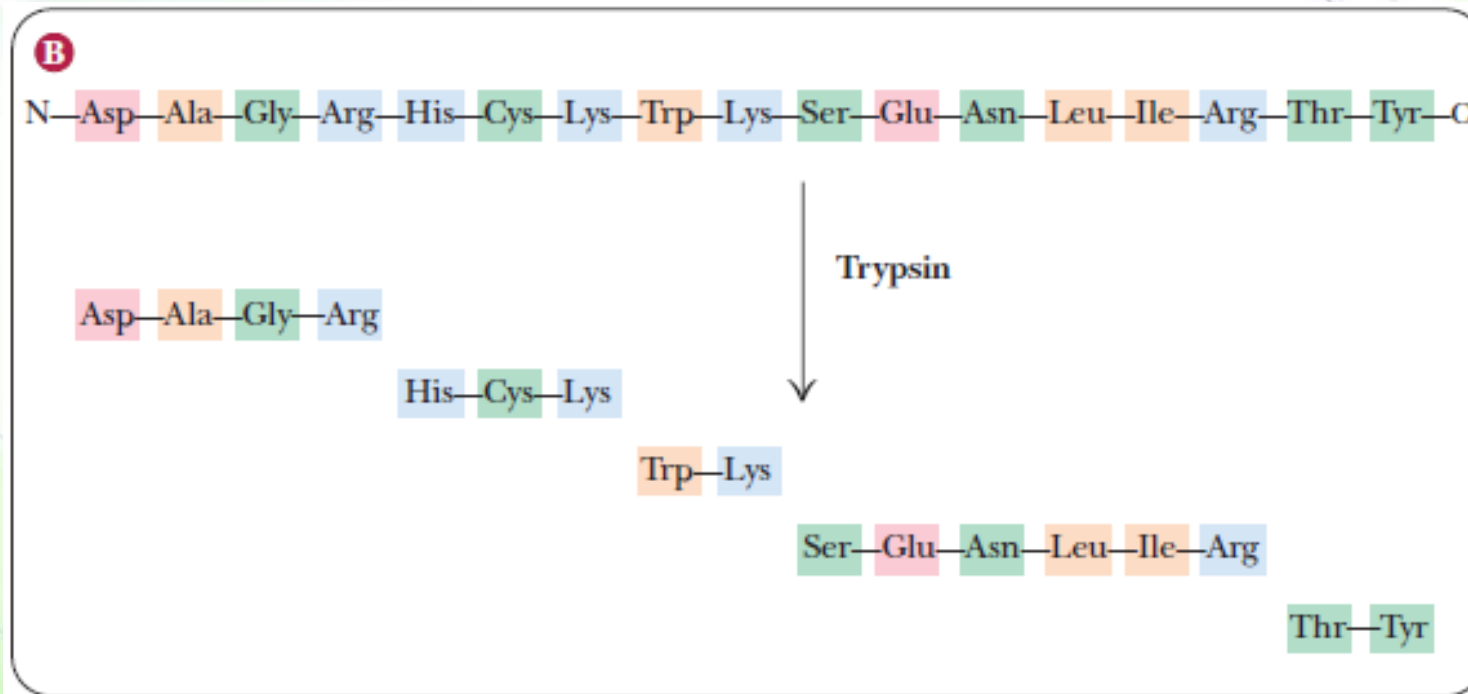 B
N—Asp—Ala—Gly—Arg—His—Cys—Lys—Trp—Lys—Ser—Glu—Asn—Leu—Ile—Arg—Thr—Tyr—C
Trypsin
Asp—Ala—Gly—Arg
His—Cys—Lys
Trp—Lys
Ser—Glu—Asn—Leu—Ile—Arg
Thr—Tyr